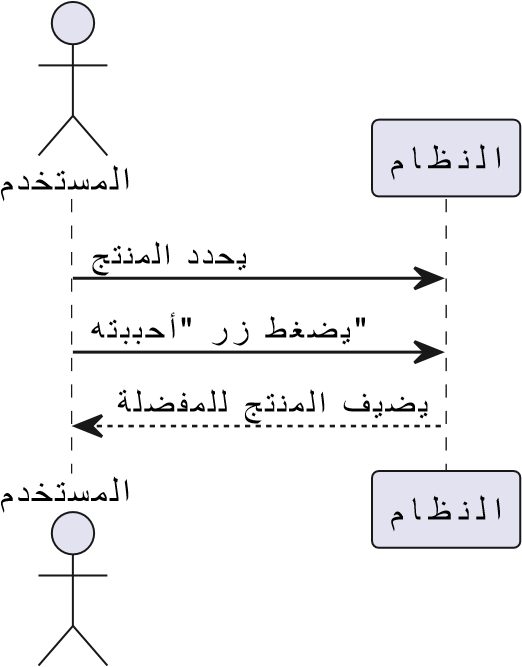 المستخدم
النظام
يحدد المنتج
يضغط زر "أحببته"
يضيف المنتج للمفضلة
المستخدم
النظام